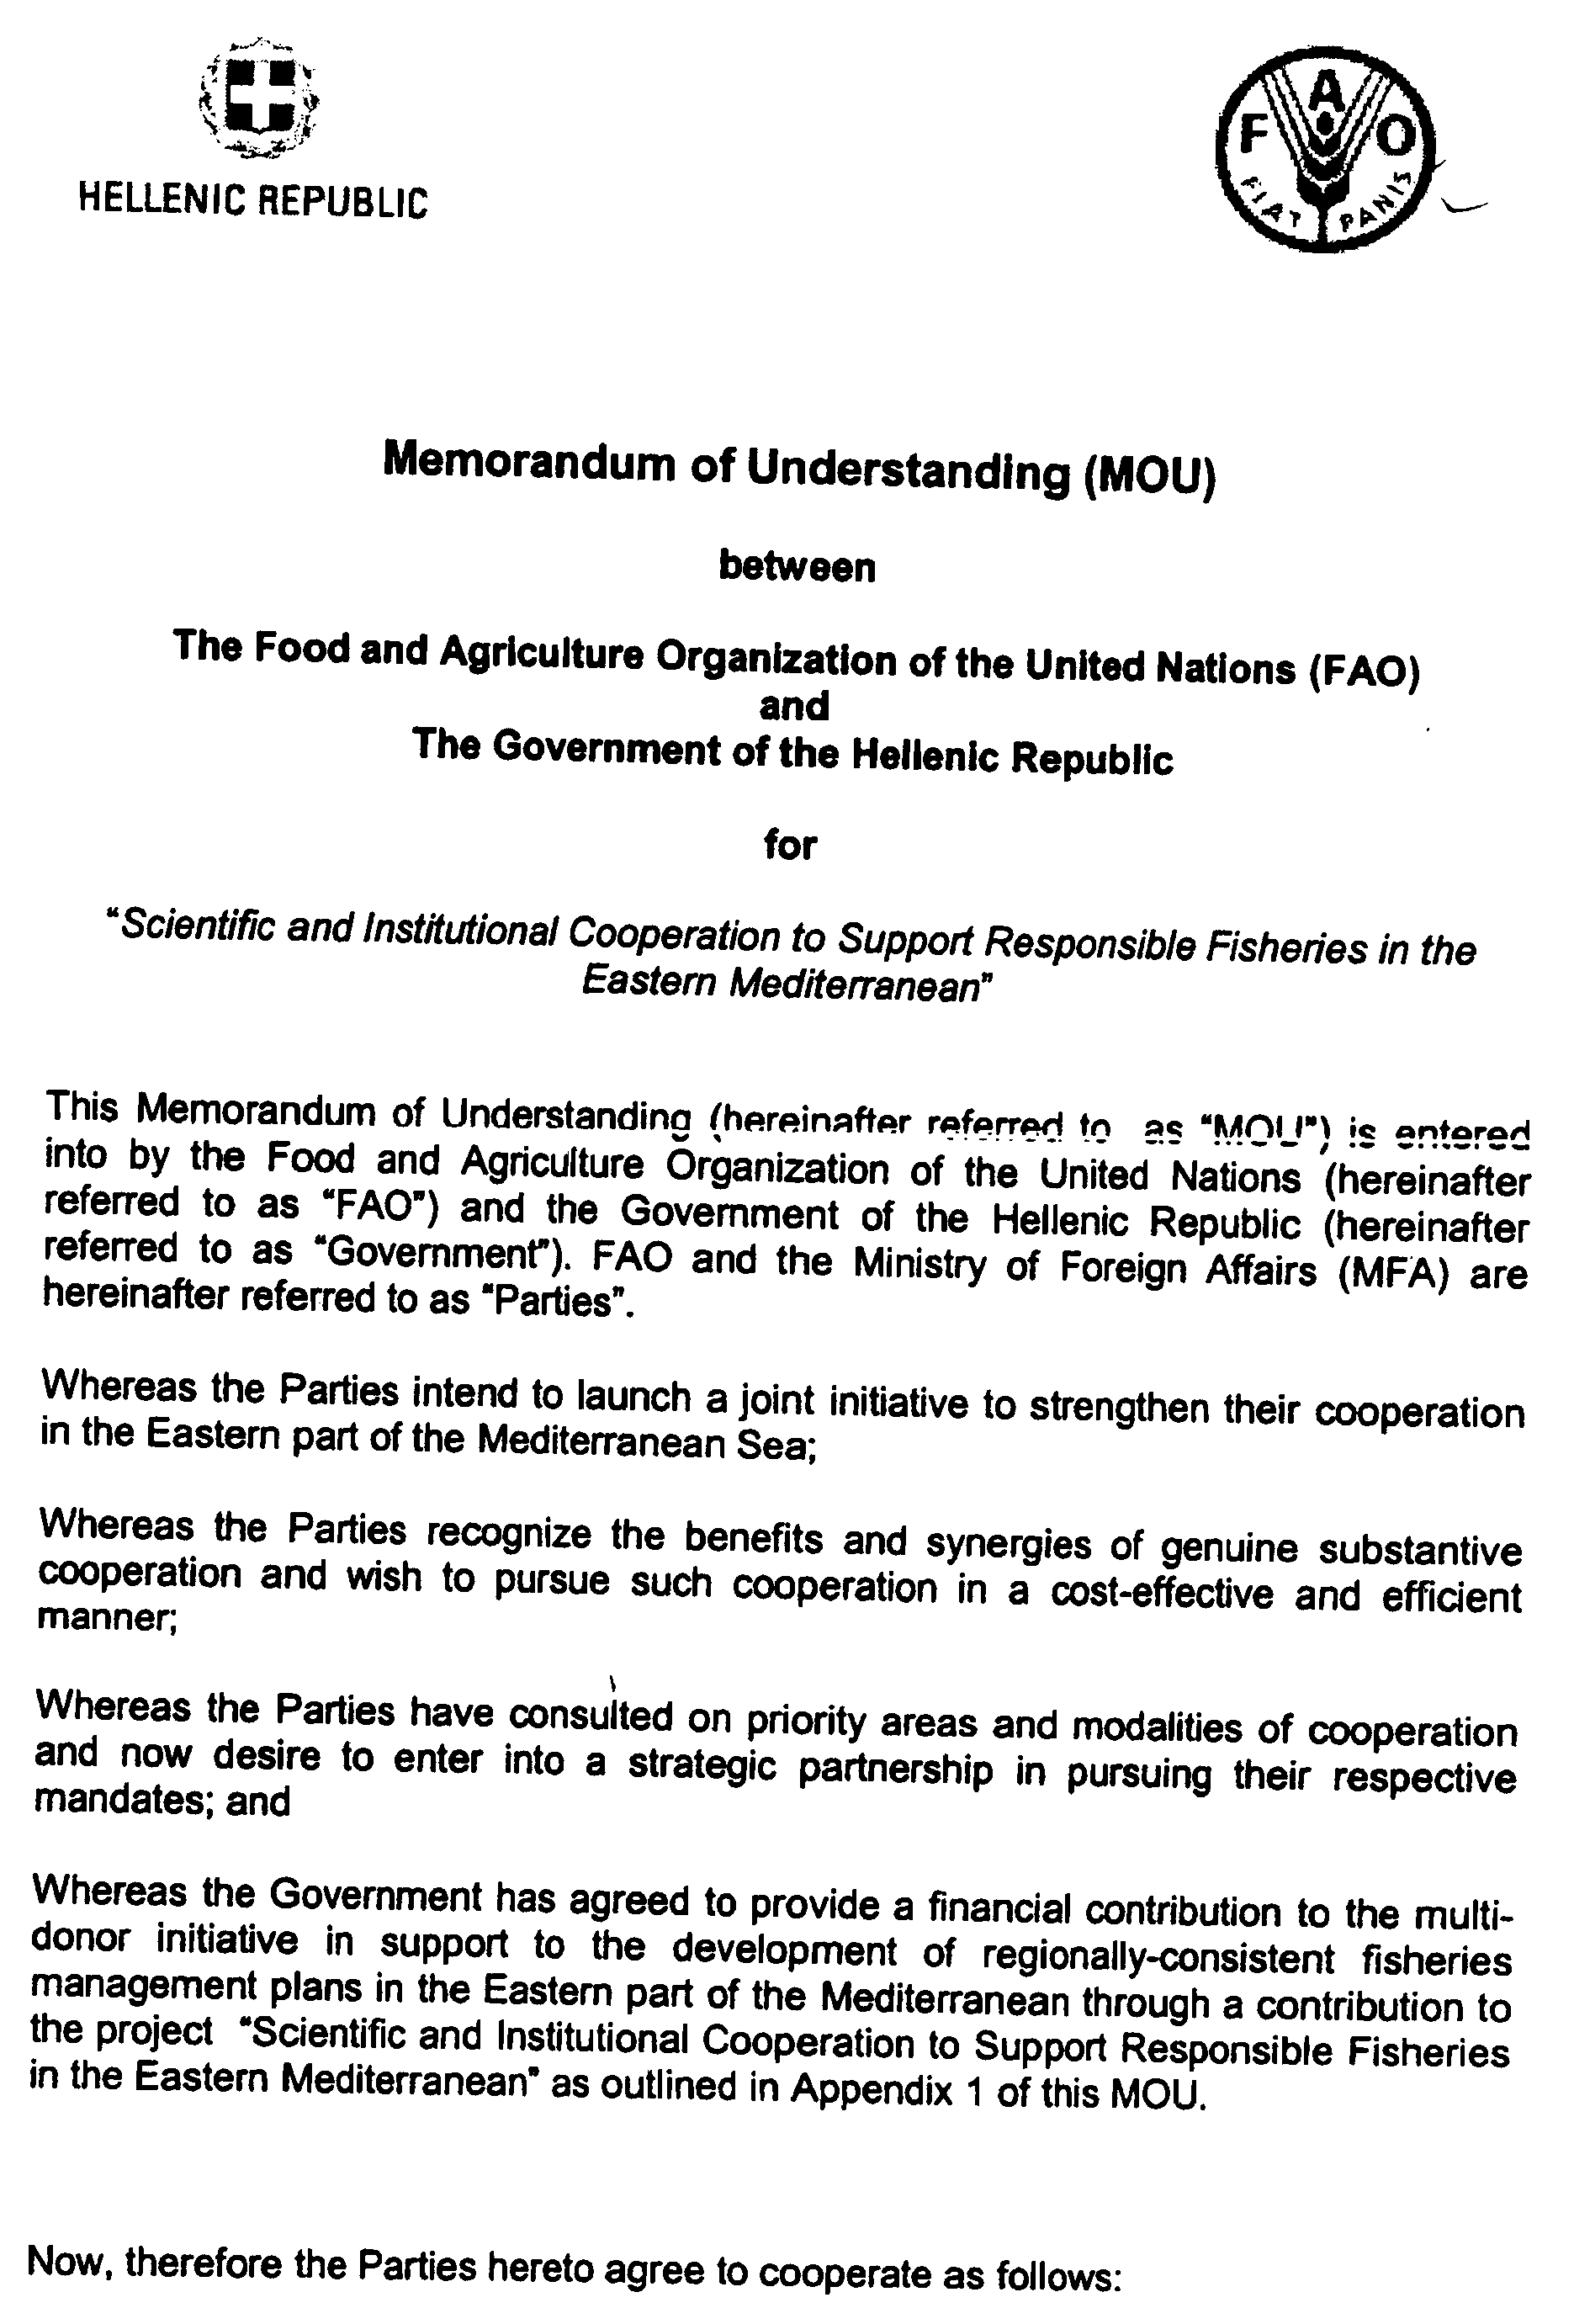 HELLENIC REPUBLIC
F A O
FIAT PANIS
Memorandum of Understanding (MOU)
between
The Food and Agriculture Organization of the United Nations (FAO)
and
The Government of the Hellenic Republic
for
"Scientific and Institutional Cooperation to Support Responsible Fisheries in the
Eastern Mediterranean"
This Memorandum of Understanding (hereinafter referred to as "MOU") is entered
into by the Food and Agriculture Organization of the United Nations (hereinafter
referred to as "FAO") and the Government of the Hellenic Republic (hereinafter
referred to as "Government"). FAO and the Ministry of Foreign Affairs (MFA) are
hereinafter referred to as "Parties".
Whereas the Parties intend to launch a joint initiative to strengthen their cooperation
in the Eastern part of the Mediterranean Sea;
Whereas the Parties recognize the benefits and synergies of genuine substantive
cooperation and wish to pursue such cooperation in a cost-effective and efficient
manner;
Whereas the Parties have consulted on priority areas and modalities of cooperation
and now desire to enter into a strategic partnership in pursuing their respective
mandates; and
Whereas the Government has agreed to provide a financial contribution to the multi-
donor initiative in support to the development of regionally-consistent fisheries
management plans in the Eastern part of the Mediterranean through a contribution to
the project "Scientific and Institutional Cooperation to Support Responsible Fisheries
in the Eastern Mediterranean" as outlined in Appendix 1 of this MOU.
Now, therefore the Parties hereto agree to cooperate as follows: